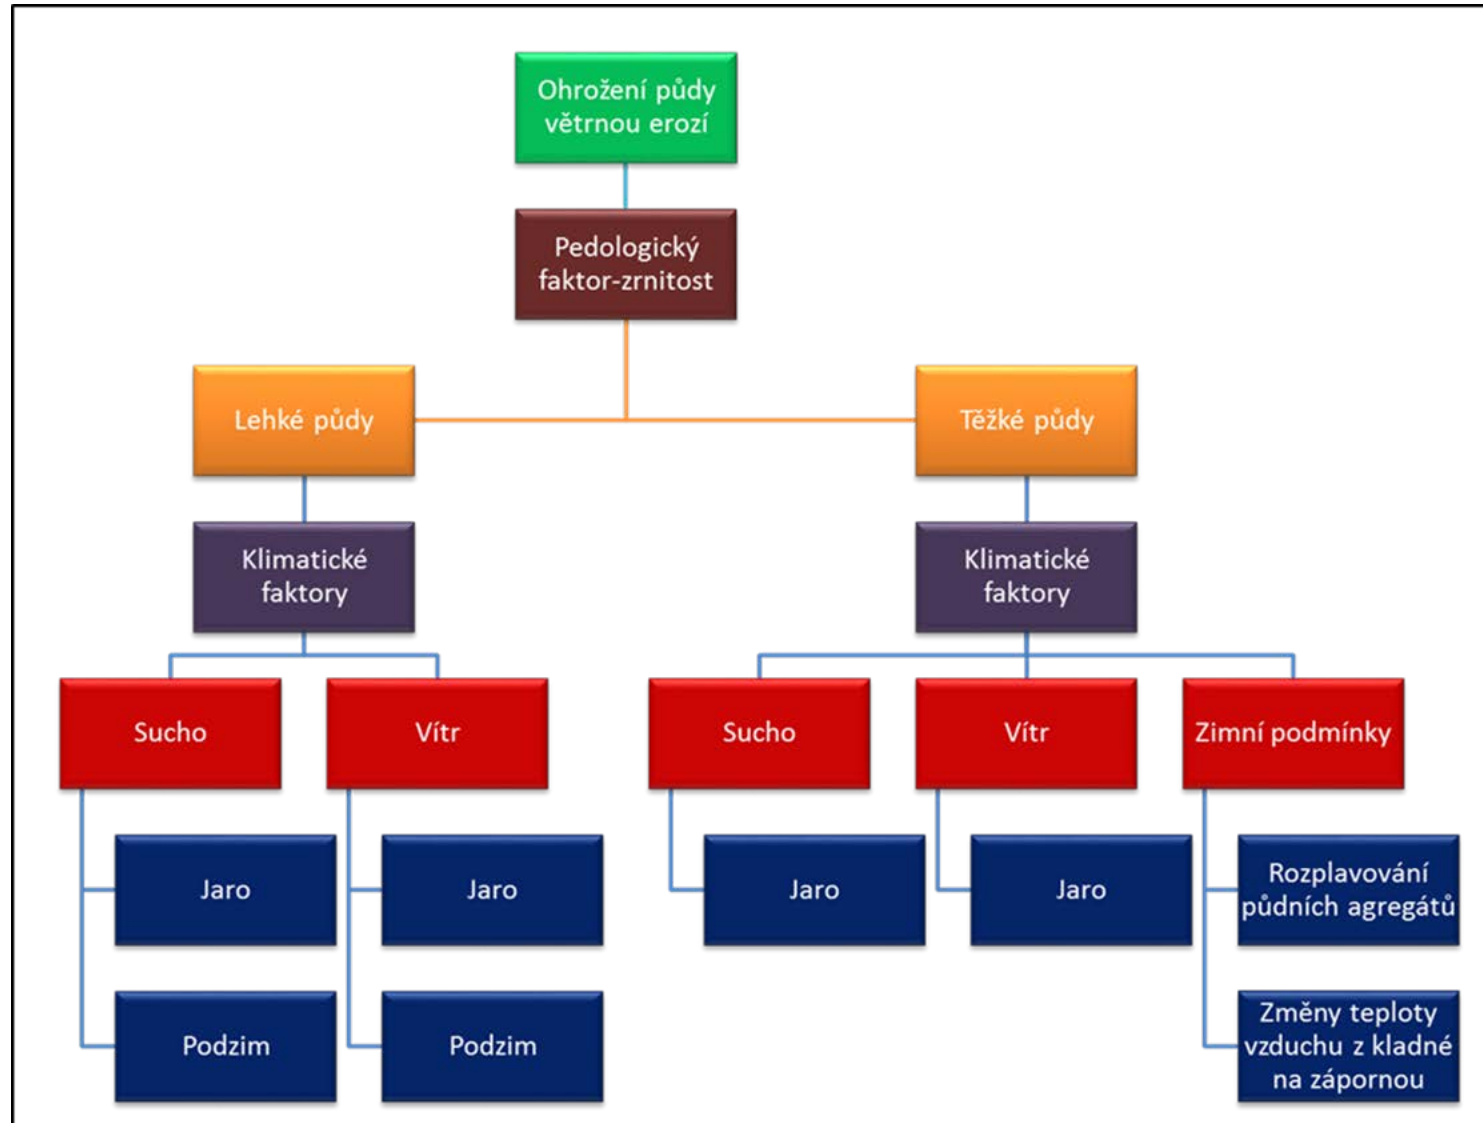 Ohrožení půdy
větrnou erozí
Pedologický
faktor-zrnitost
Lehké půdy
Těžké půdy
Klimatické
faktory
Klimatické
faktory
Sucho
Vítr
Sucho
Vítr
Zimní podmínky
Jaro
Jaro
Jaro
Jaro
Rozplavování
půdních agregátů
Podzim
Podzim
Změny teploty
vzduchu z kladné
na zápornou